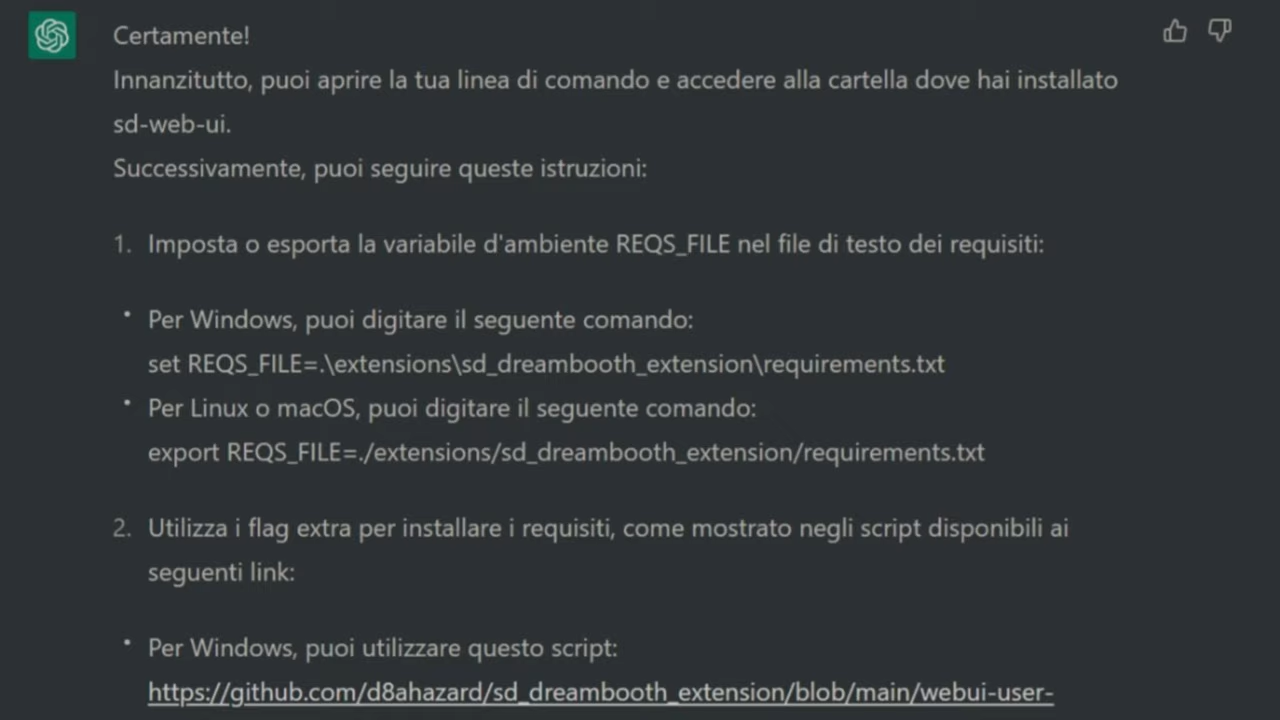 Certamente!
Innanzitutto, puoi aprire la tua linea di comando e accedere alla cartella dove hai installato
sd-web-ui.
Successivamente, puoi seguire queste istruzioni:
1. Imposta o esporta la variabile d'ambiente REQS_FILE nel file di testo dei requisiti:
• Per Windows, puoi digitare il seguente comando:
set REQS_FILE=.\extensions\sd_dreambooth_extension\requirements.txt
• Per Linux o macOS, puoi digitare il seguente comando:
export REQS_FILE=./extensions/sd_dreambooth_extension/requirements.txt
2. Utilizza i flag extra per installare i requisiti, come mostrato negli script disponibili ai
seguenti link:
• Per Windows, puoi utilizzare questo script:
https://github.com/d8ahazard/sd_dreambooth_extension/blob/main/webui-user-